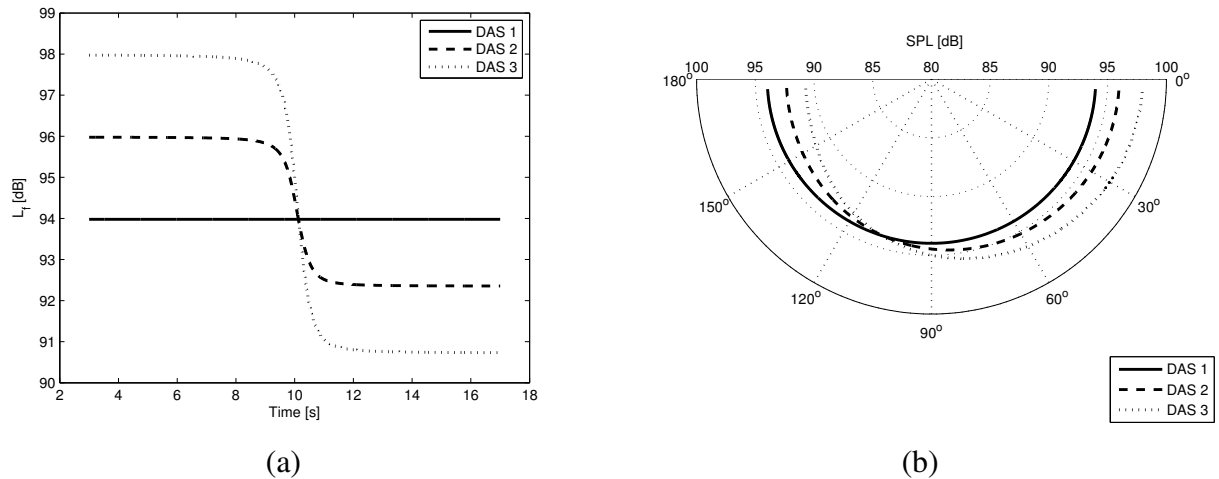 99
98
97
96
95
94
93
92
91
90
L_f [dB]
2 4 6 8 10 12 14 16 18
Time [s]
DAS 1
DAS 2
DAS 3
(a)
SPL [dB]
100 95 90 85 80 85 90 95 100
180° 0°
150° 30°
120° 60°
90°
DAS 1
DAS 2
DAS 3
(b)